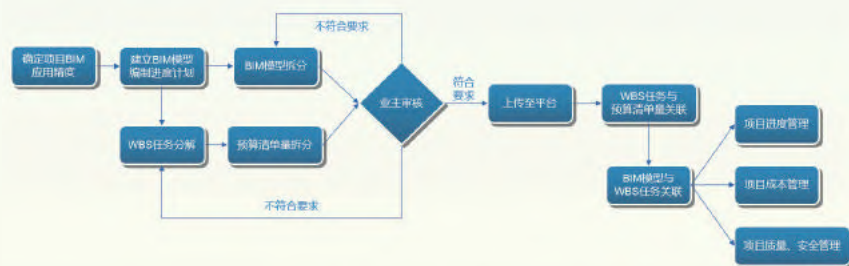 不符合要求
确定项目BIM
应用精度
建立BIM模型
编制进度计划
BIM模型拆分
业主审核
符合
要求
上传至平台
WBS任务与
预算清单量关联
项目进度管理
WBS任务分解
预算清单量拆分
BIM模型与
WBS任务关联
项目成本管理
不符合要求
项目质量、安全管理